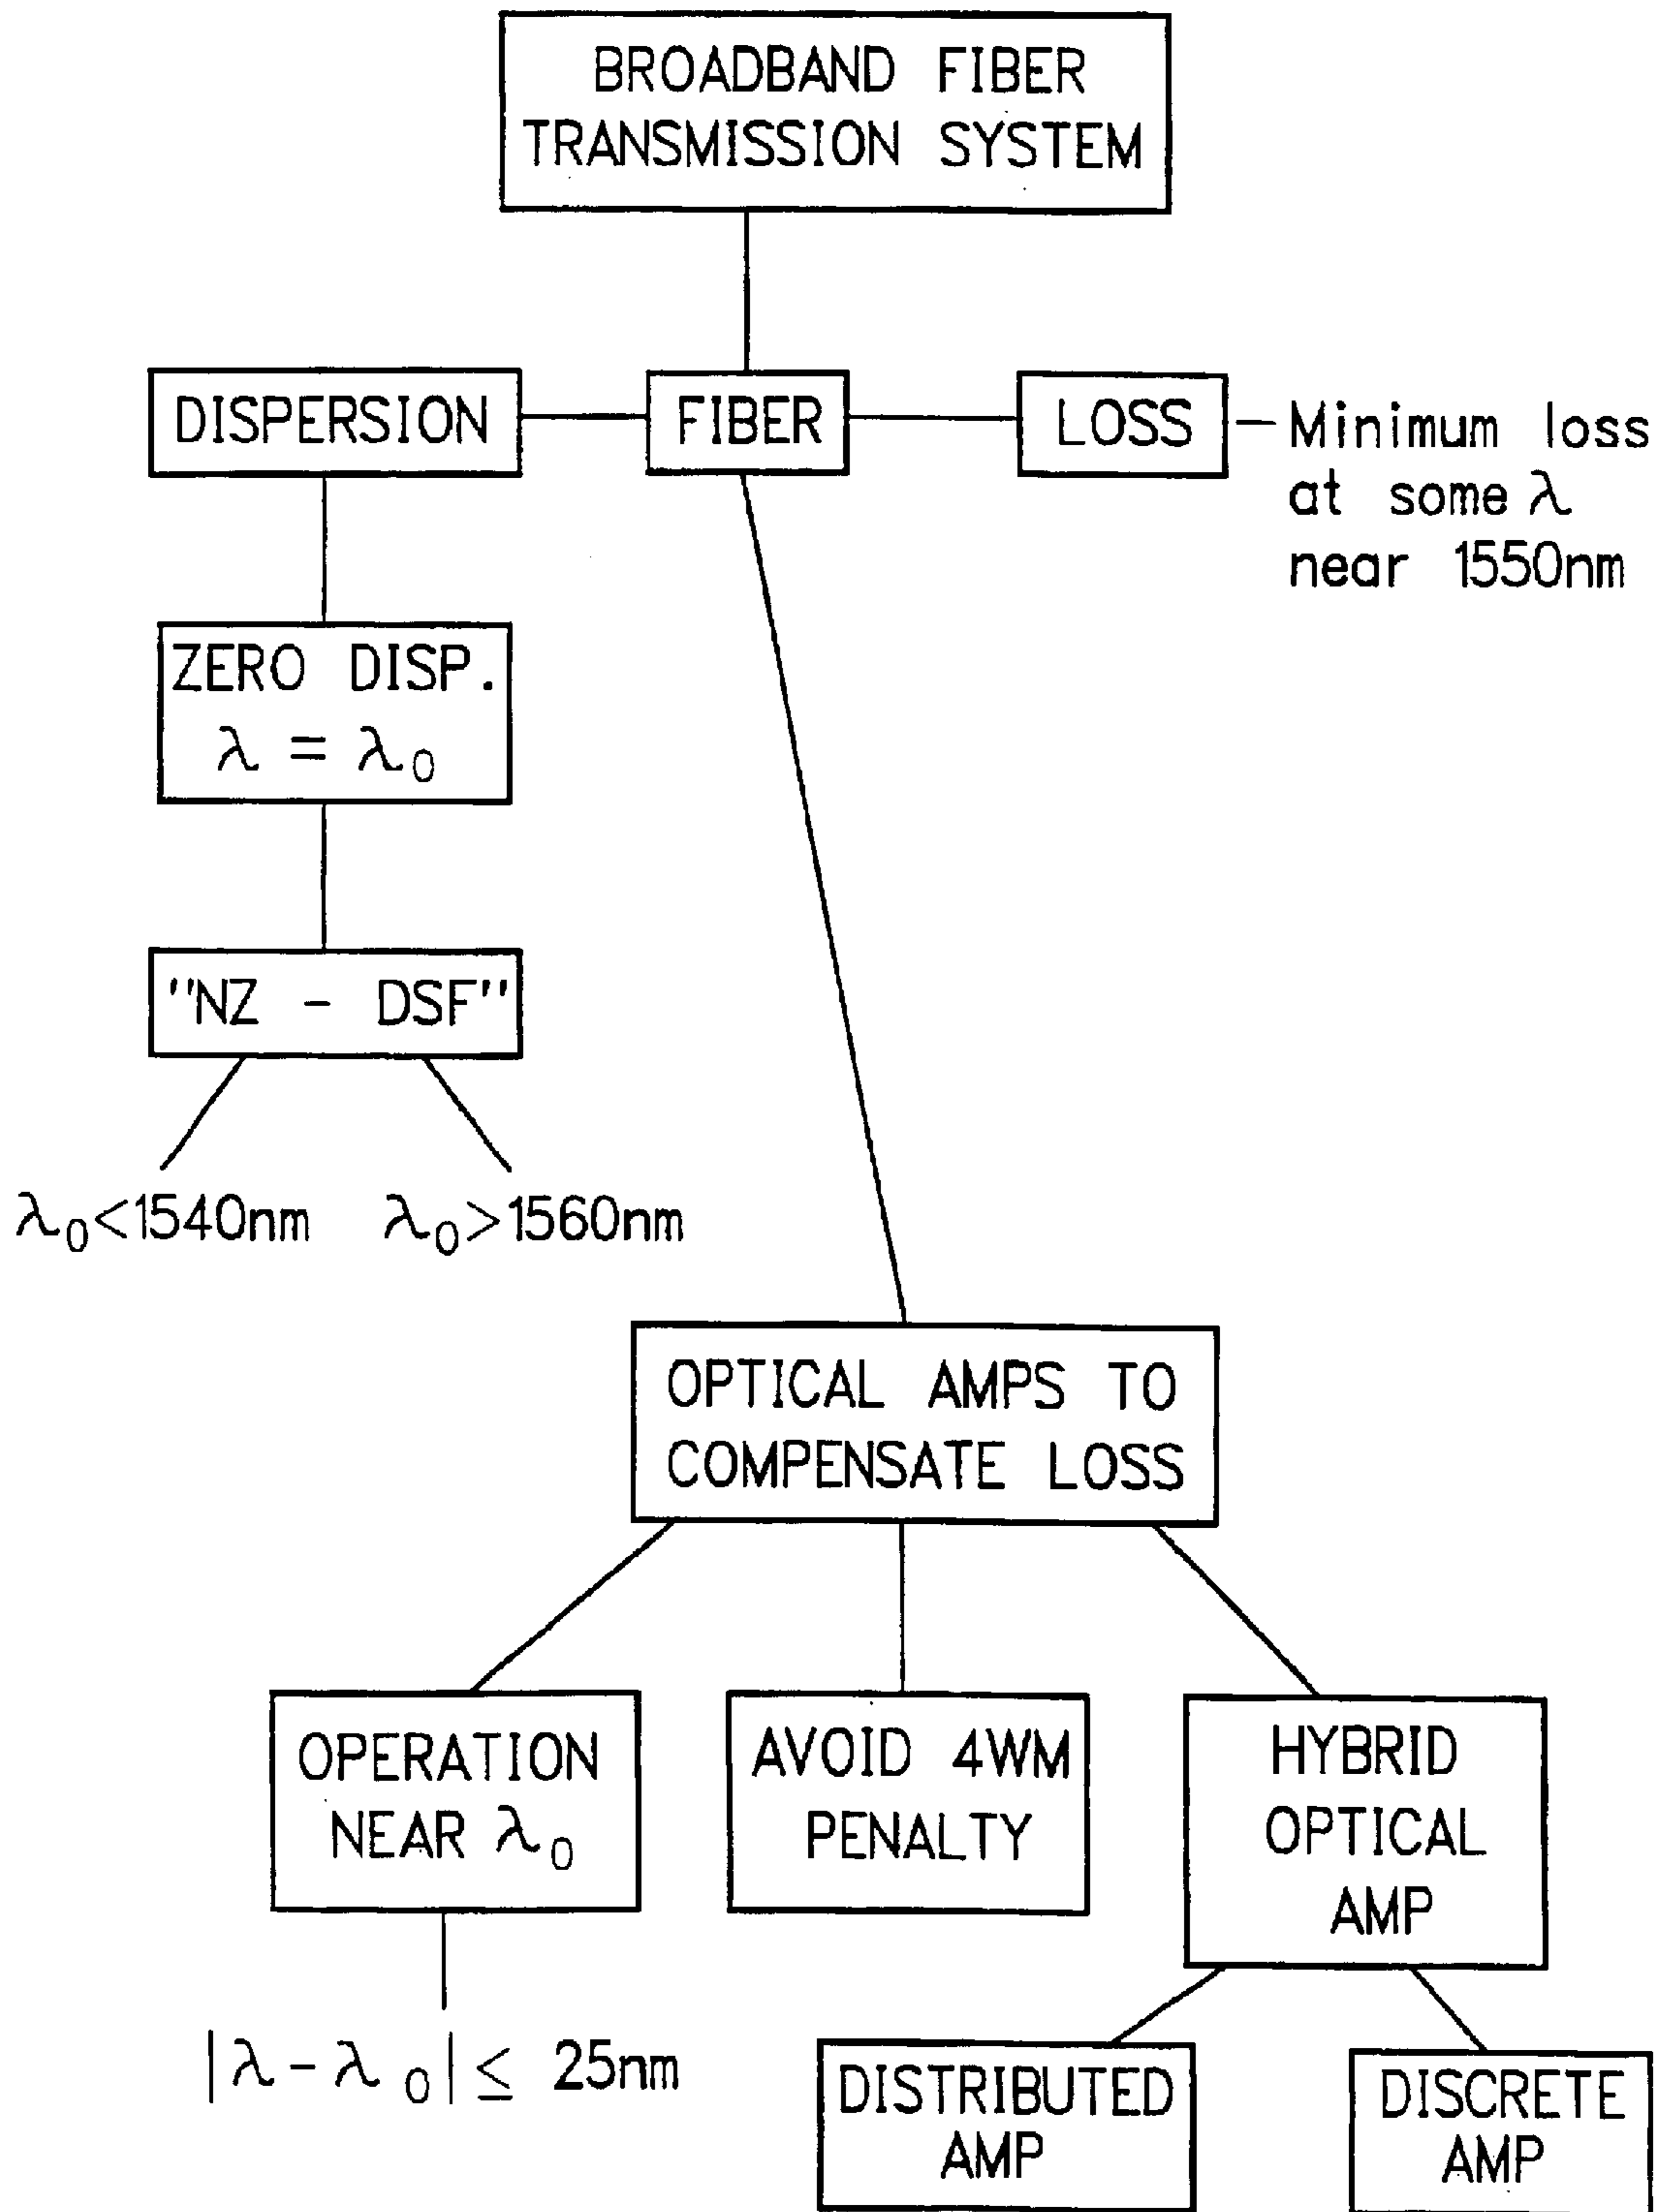 BROADBAND FIBER
TRANSMISSION SYSTEM
DISPERSION
FIBER
LOSS
Minimum loss
at some λ
near 1550nm
ZERO DISP.
λ = λ₀
"NZ - DSF"
λ₀<1540nm
λ₀>1560nm
OPTICAL AMPS TO
COMPENSATE LOSS
OPERATION
NEAR λ₀
AVOID 4WM
PENALTY
HYBRID
OPTICAL
AMP
|λ-λ₀|≤ 25nm
DISTRIBUTED
AMP
DISCRETE
AMP